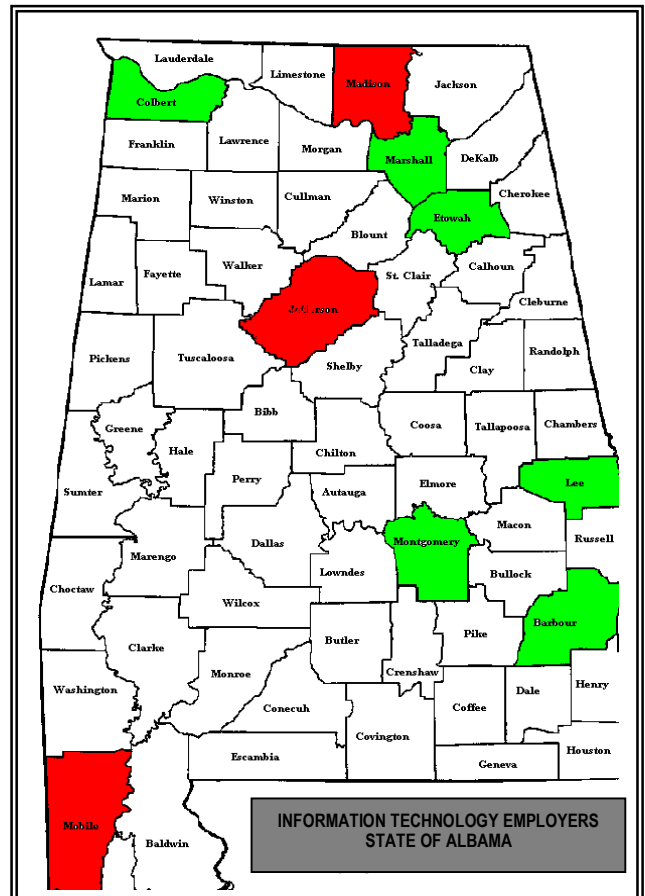 Lauderdale
Limestone
Madison
Jackson
Colbert
Franklin
Lawrence
Morgan
Marshall
DeKalb
Cherokee
Marion
Winston
Cullman
Etowah
Blount
Lamar
Fayette
Walker
St. Clair
Calhoun
Cleburne
Pickens
Tuscaloosa
Shelby
Talladega
Clay
Randolph
Greene
Hale
Bibb
Chilton
Coosa
Tallapoosa
Chambers
Sumter
Perry
Autauga
Elmore
Lee
Marengo
Dallas
Lowndes
Montgomery
Macon
Russell
Choctaw
Wilcox
Bullock
Clarke
Butler
Pike
Barbour
Washington
Monroe
Crenshaw
Conecuh
Coffee
Dale
Henry
Escambia
Covington
Geneva
Houston
Mobile
Baldwin
INFORMATION TECHNOLOGY EMPLOYERS
STATE OF ALBAMA